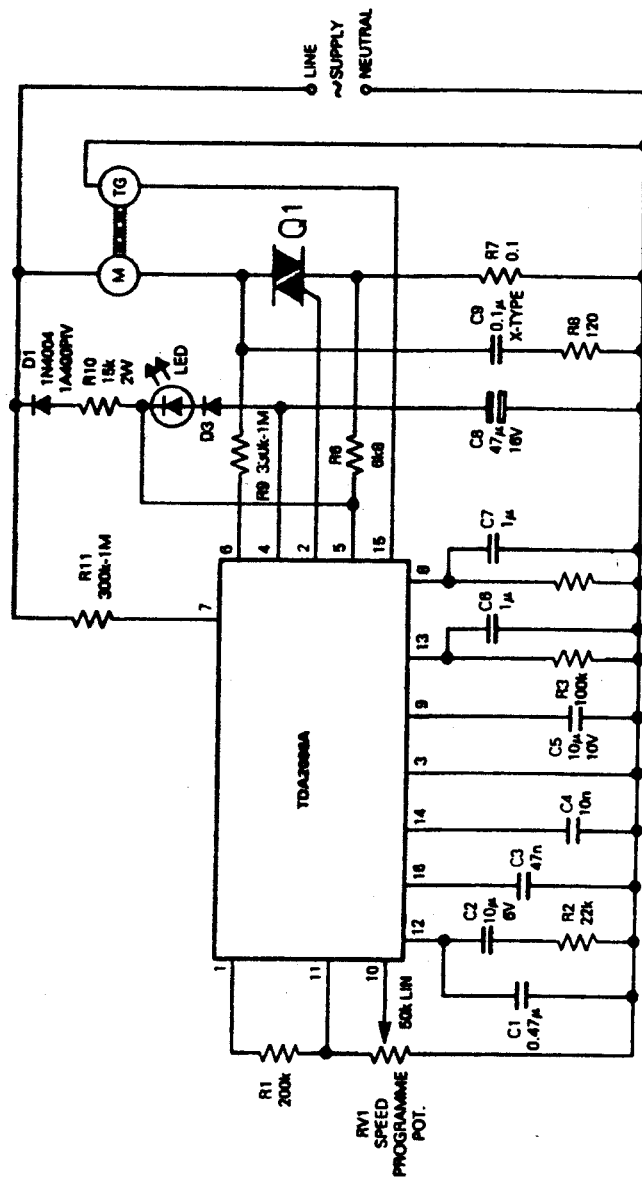 D1
1N4004
1A400PIV
R10
15k
2W
LED
D3
M
TG
LINE
~SUPPLY
NEUTRAL
R11
300k-1M
R9
330k-1M
Q1
R6
6k8
C8
47µ
16V
C9
0.1µ
X-TYPE
R8
120
R7
0.1
7
6
4
2
5
15
TDA2086A
1
11
10
12
16
14
3
9
13
8
R1
200k
RV1
SPEED
PROGRAMME
POT.
50k LIN
C1
0.47µ
C2
10µ
6V
R2
22k
C3
47n
C4
10n
C5
10µ
10V
R3
100k
C6
1µ
C7
1µ